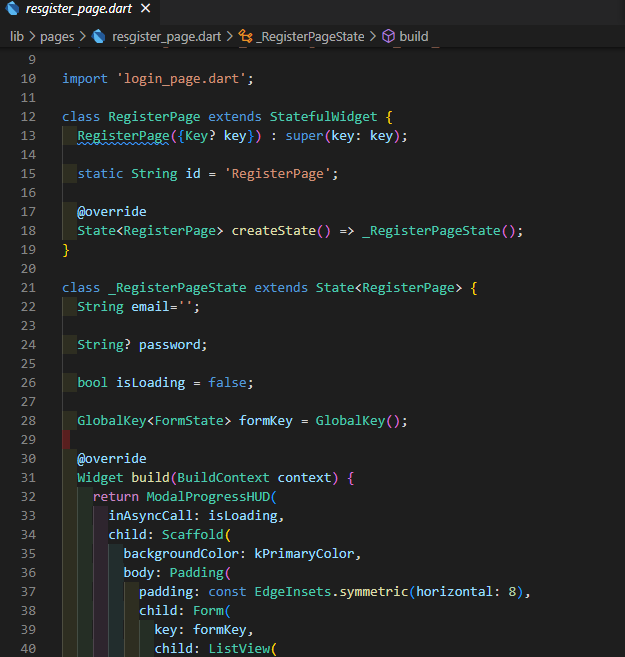 resgister_page.dart ×
lib > pages > resgister_page.dart > _RegisterPageState > build
9
10 import 'login_page.dart';
11
12 class RegisterPage extends StatefulWidget {
13 RegisterPage({Key? key}) : super(key: key);
14
15 static String id = 'RegisterPage';
16
17 @override
18 State<RegisterPage> createState() => _RegisterPageState();
19 }
20
21 class _RegisterPageState extends State<RegisterPage> {
22 String email='';
23
24 String? password;
25
26 bool isLoading = false;
27
28 GlobalKey<FormState> formKey = GlobalKey();
29
30 @override
31 Widget build(BuildContext context) {
32 return ModalProgressHUD(
33 inAsyncCall: isLoading,
34 child: Scaffold(
35 backgroundColor: kPrimaryColor,
36 body: Padding(
37 padding: const EdgeInsets.symmetric(horizontal: 8),
38 child: Form(
39 key: formKey,
40 child: ListView(